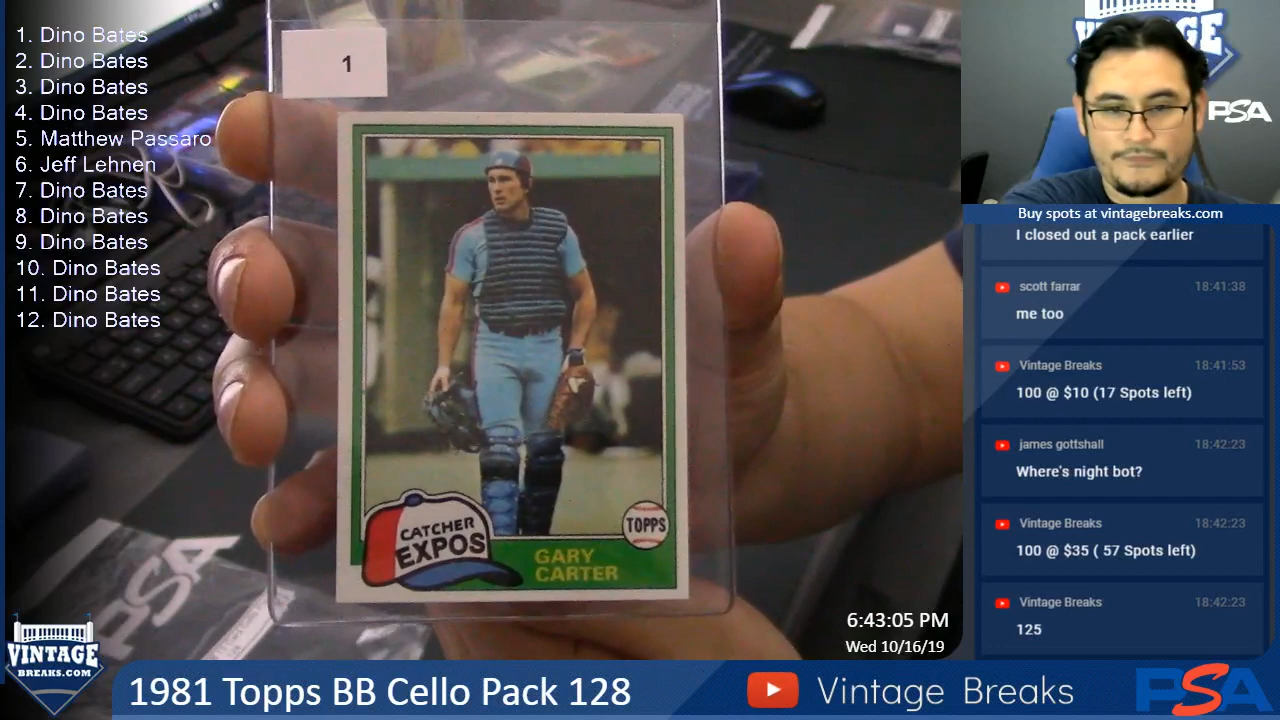 1. Dino Bates
2. Dino Bates
3. Dino Bates
4. Dino Bates
5. Matthew Passaro
6. Jeff Lehnen
7. Dino Bates
8. Dino Bates
9. Dino Bates
10. Dino Bates
11. Dino Bates
12. Dino Bates
1
CATCHER
EXPOS
GARY
CARTER
TOPPS
PSA
VINTAGE
BREAKS.COM
6:43:05 PM
Wed 10/16/19
1981 Topps BB Cello Pack 128
Vintage Breaks
PSA
VINTAGE
PSA
Buy spots at vintagebreaks.com
I closed out a pack earlier
scott farrar 18:41:38
me too
Vintage Breaks 18:41:53
100 @ $10 (17 Spots left)
james gottshall 18:42:23
Where's night bot?
Vintage Breaks 18:42:23
100 @ $35 ( 57 Spots left)
Vintage Breaks 18:42:23
125